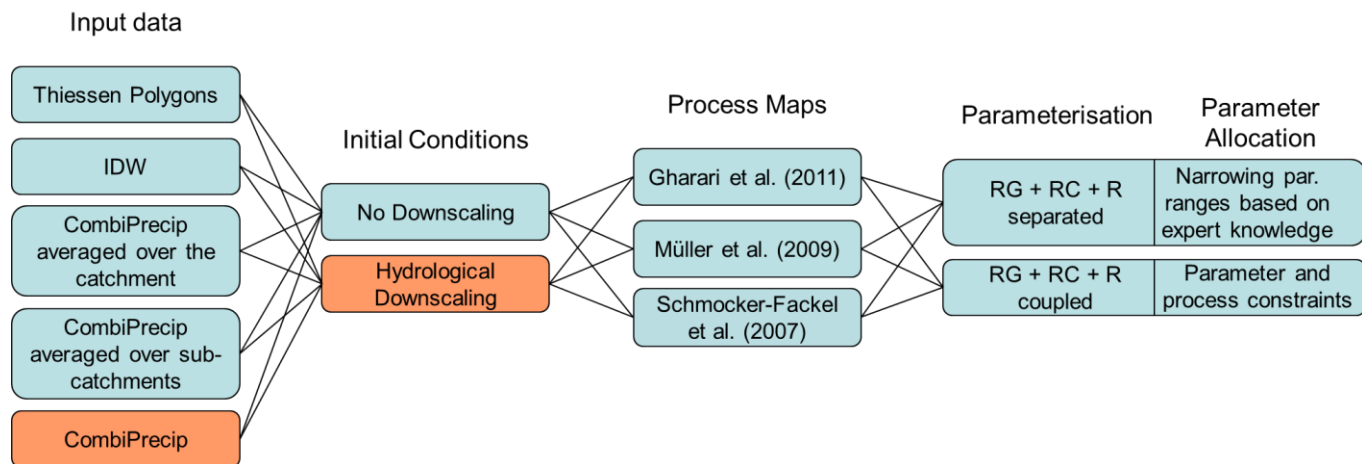 Input data
Thiessen Polygons
IDW
CombiPrecip
averaged over the
catchment
CombiPrecip
averaged over sub-
catchments
CombiPrecip
Initial Conditions
No Downscaling
Hydrological
Downscaling
Process Maps
Gharari et al. (2011)
Müller et al. (2009)
Schmocker-Fackel
et al. (2007)
Parameterisation
RG + RC + R
separated
RG + RC + R
coupled
Parameter
Allocation
Narrowing par.
ranges based on
expert knowledge
Parameter and
process constraints